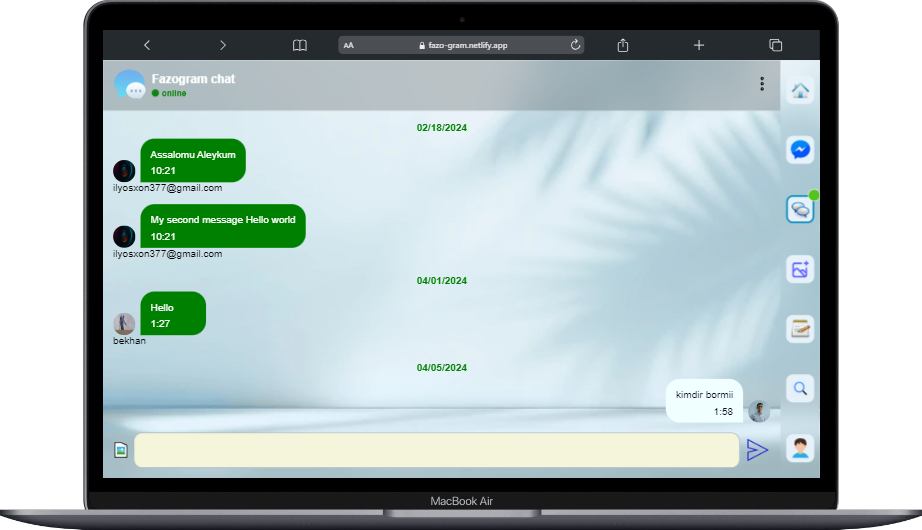 AA
fazo-gram.netlify.app
Fazogram chat
online
02/18/2024
Assalomu Aleykum
10:21
ilyosxon377@gmail.com
My second message Hello world
10:21
ilyosxon377@gmail.com
04/01/2024
Hello
1:27
bekhan
04/05/2024
kimdir bormii
1:58
MacBook Air